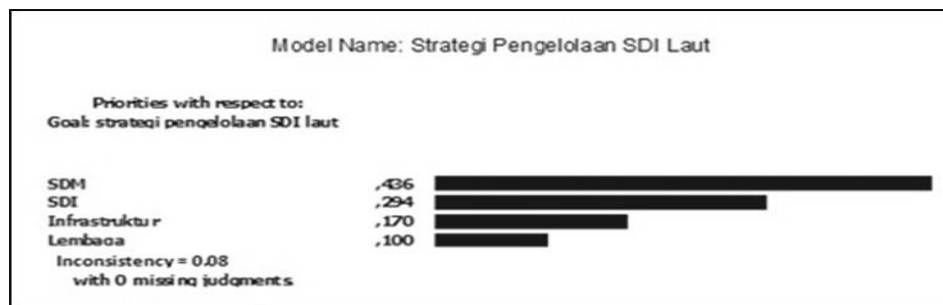 Model Name: Strategi Pengelolaan SDI Laut
Priorities with respect to:
Goal: strategi pengelolaan SDI laut
SDM ,436
SDI ,294
Infrastruktur ,170
Lembaga ,100
Inconsistency = 0.08
with 0 missing judgments.